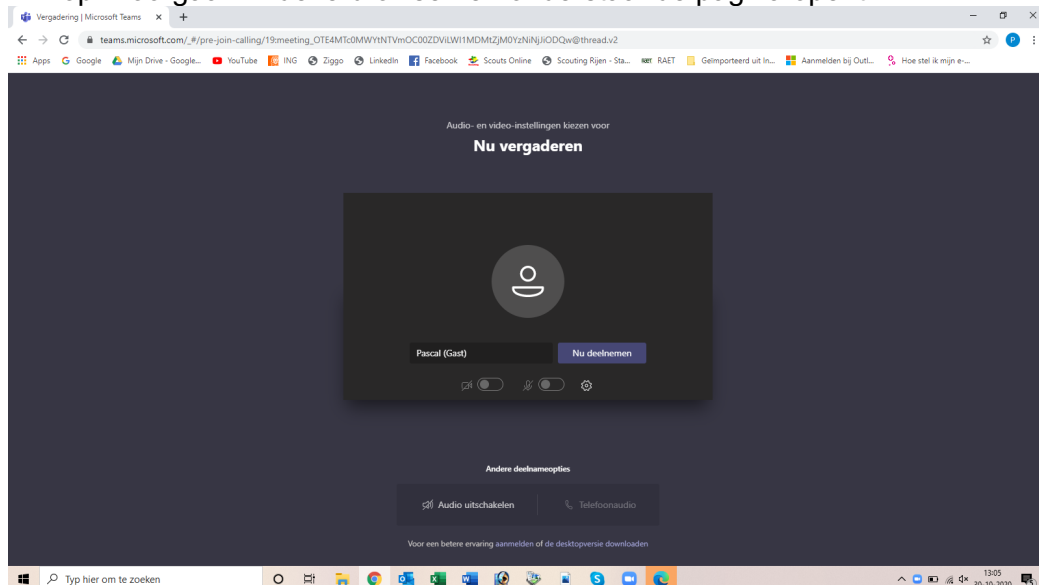 Vergadering | Microsoft Teams
teams.microsoft.com/_#/pre-join-calling/19:meeting_OTE4MTc0MWYtNTVmOC00ZDViLWI1MDMtZjM0YzNiNjJiODQw@thread.v2
Apps Google Mijn Drive - Google... YouTube ING Ziggo LinkedIn Facebook Scouts Online Scouting Rijen - Sta... RAET Geïmporteerd uit In... Aanmelden bij Outl... Hoe stel ik mijn e-...
Audio- en video-instellingen kiezen voor
Nu vergaderen
Pascal (Gast) Nu deelnemen
Andere deelnameopties
Audio uitschakelen Telefoonaudio
Voor een betere ervaring aanmelden of de desktopversie downloaden
Typ hier om te zoeken
13:05
20-10-2020